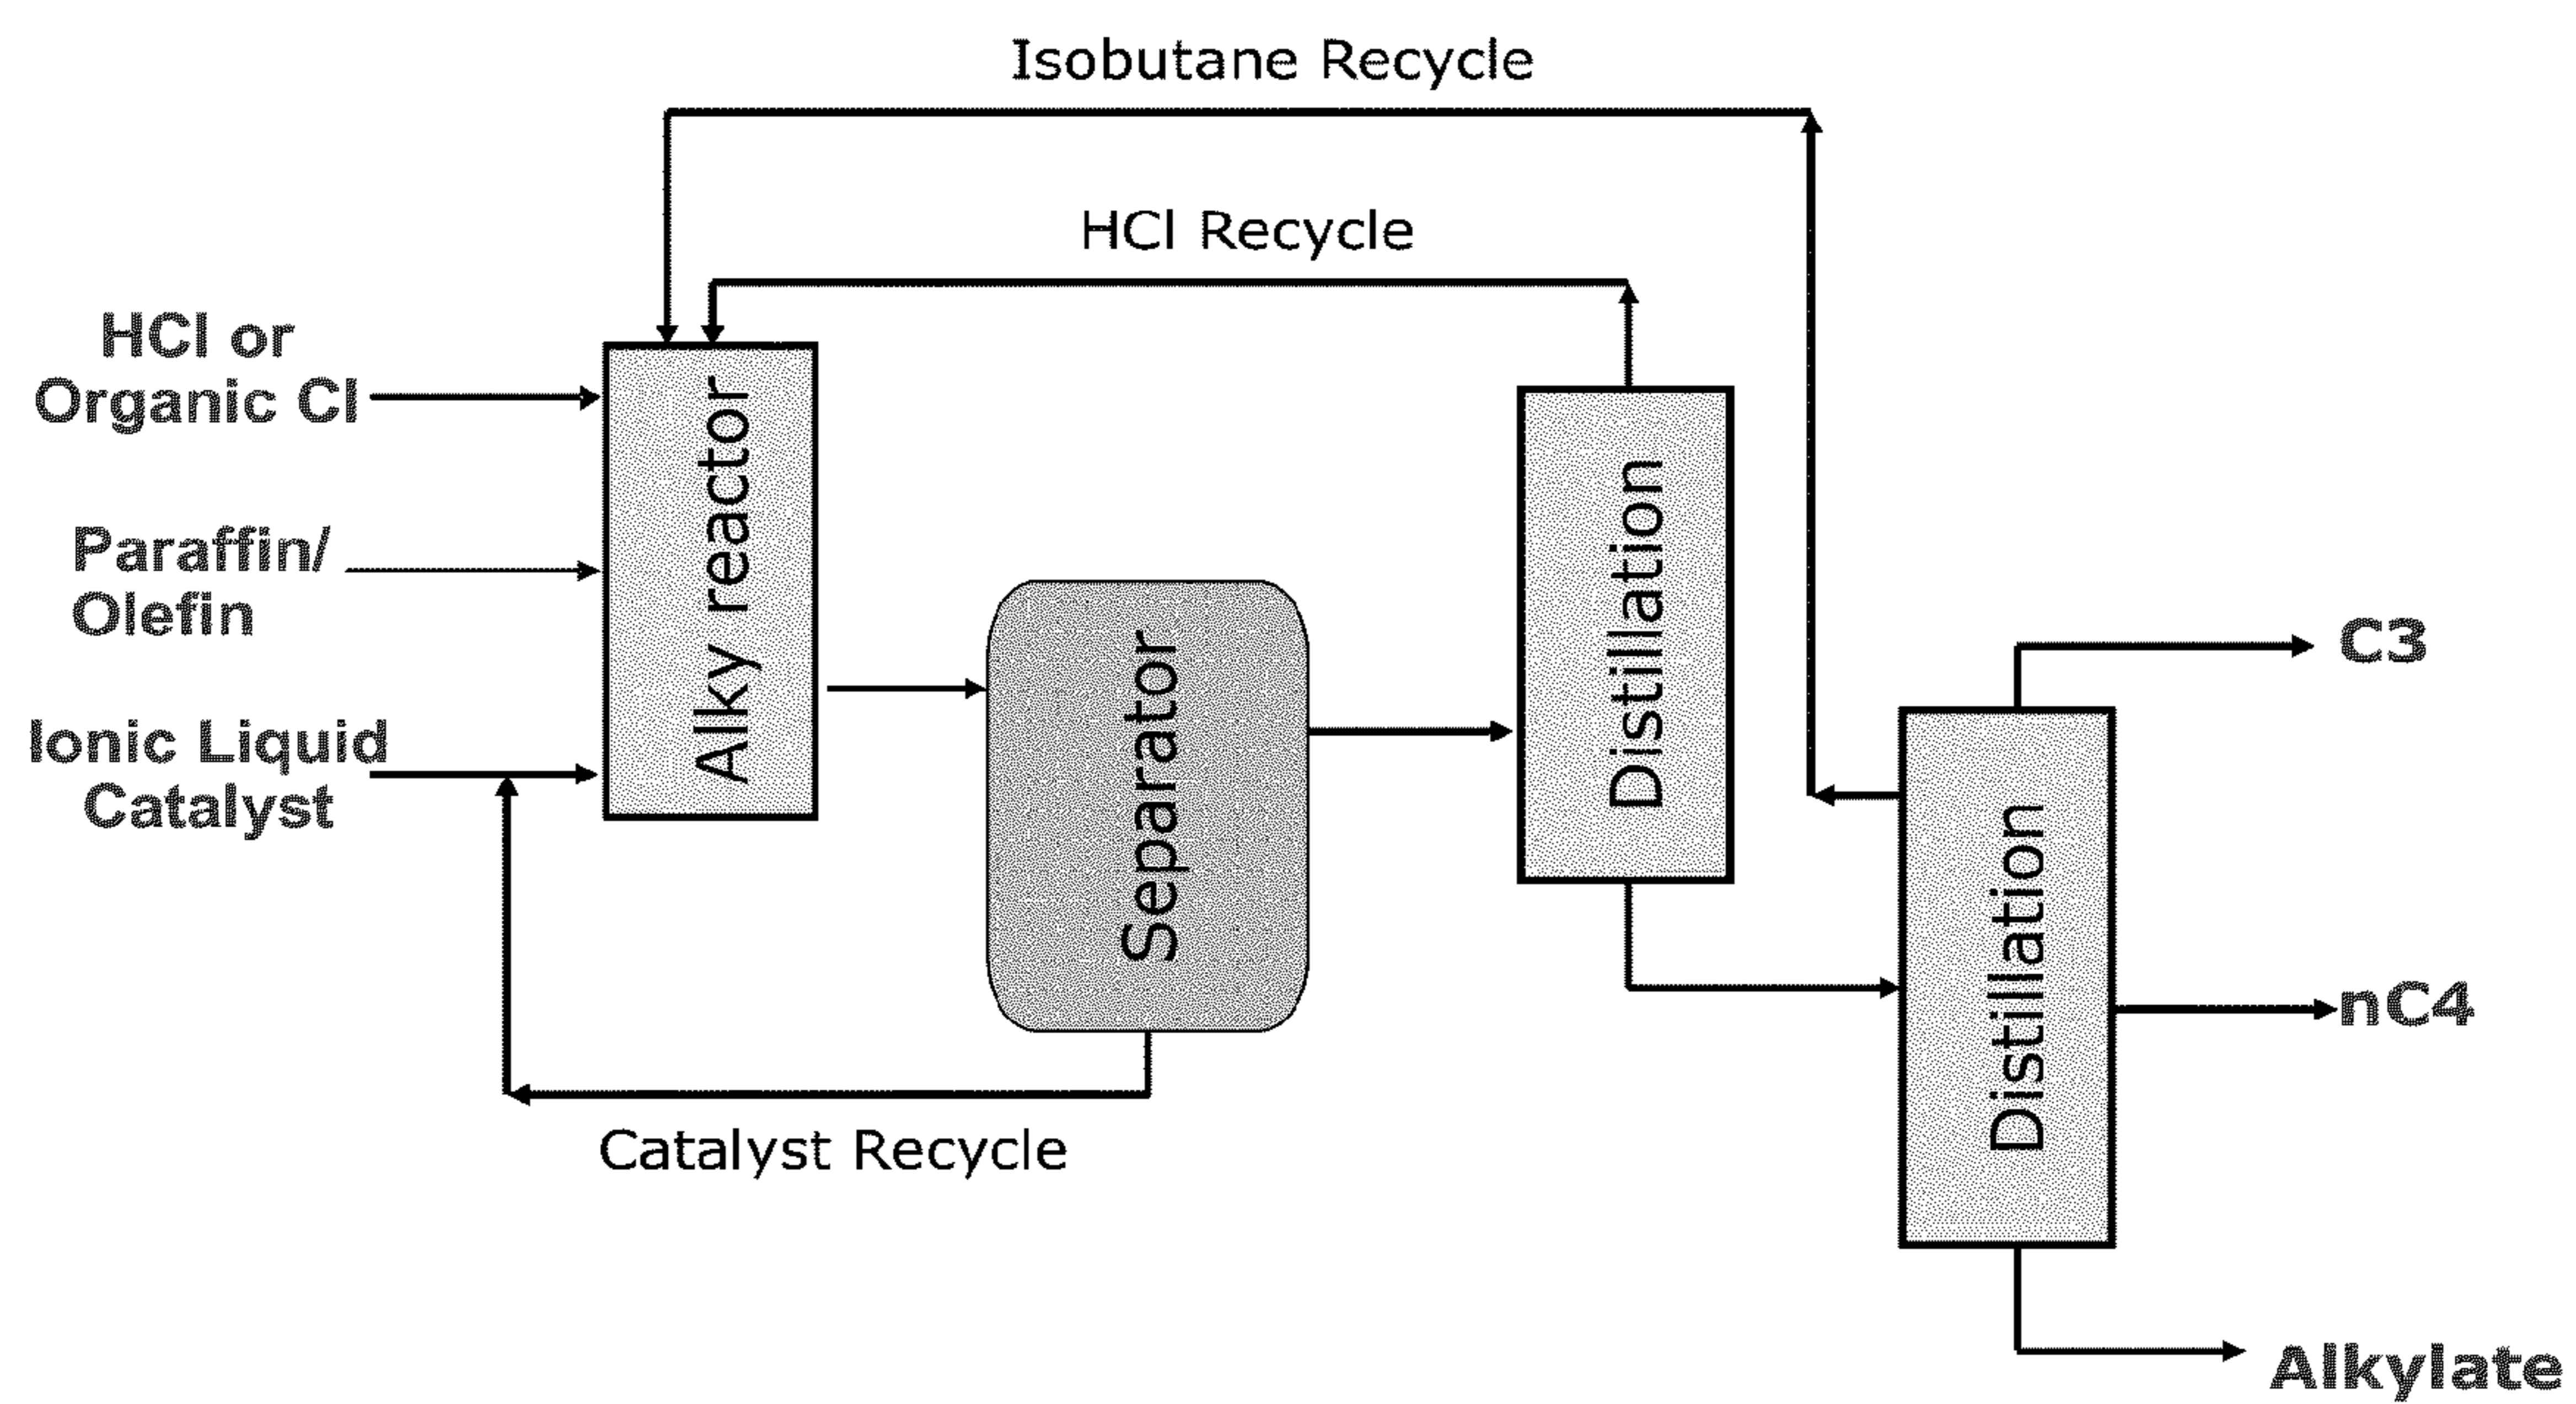 Isobutane Recycle
HCl Recycle
HCl or
Organic Cl
Paraffin/
Olefin
Ionic Liquid
Catalyst
Alky reactor
Separator
Distillation
Distillation
C3
nC4
Alkylate
Catalyst Recycle